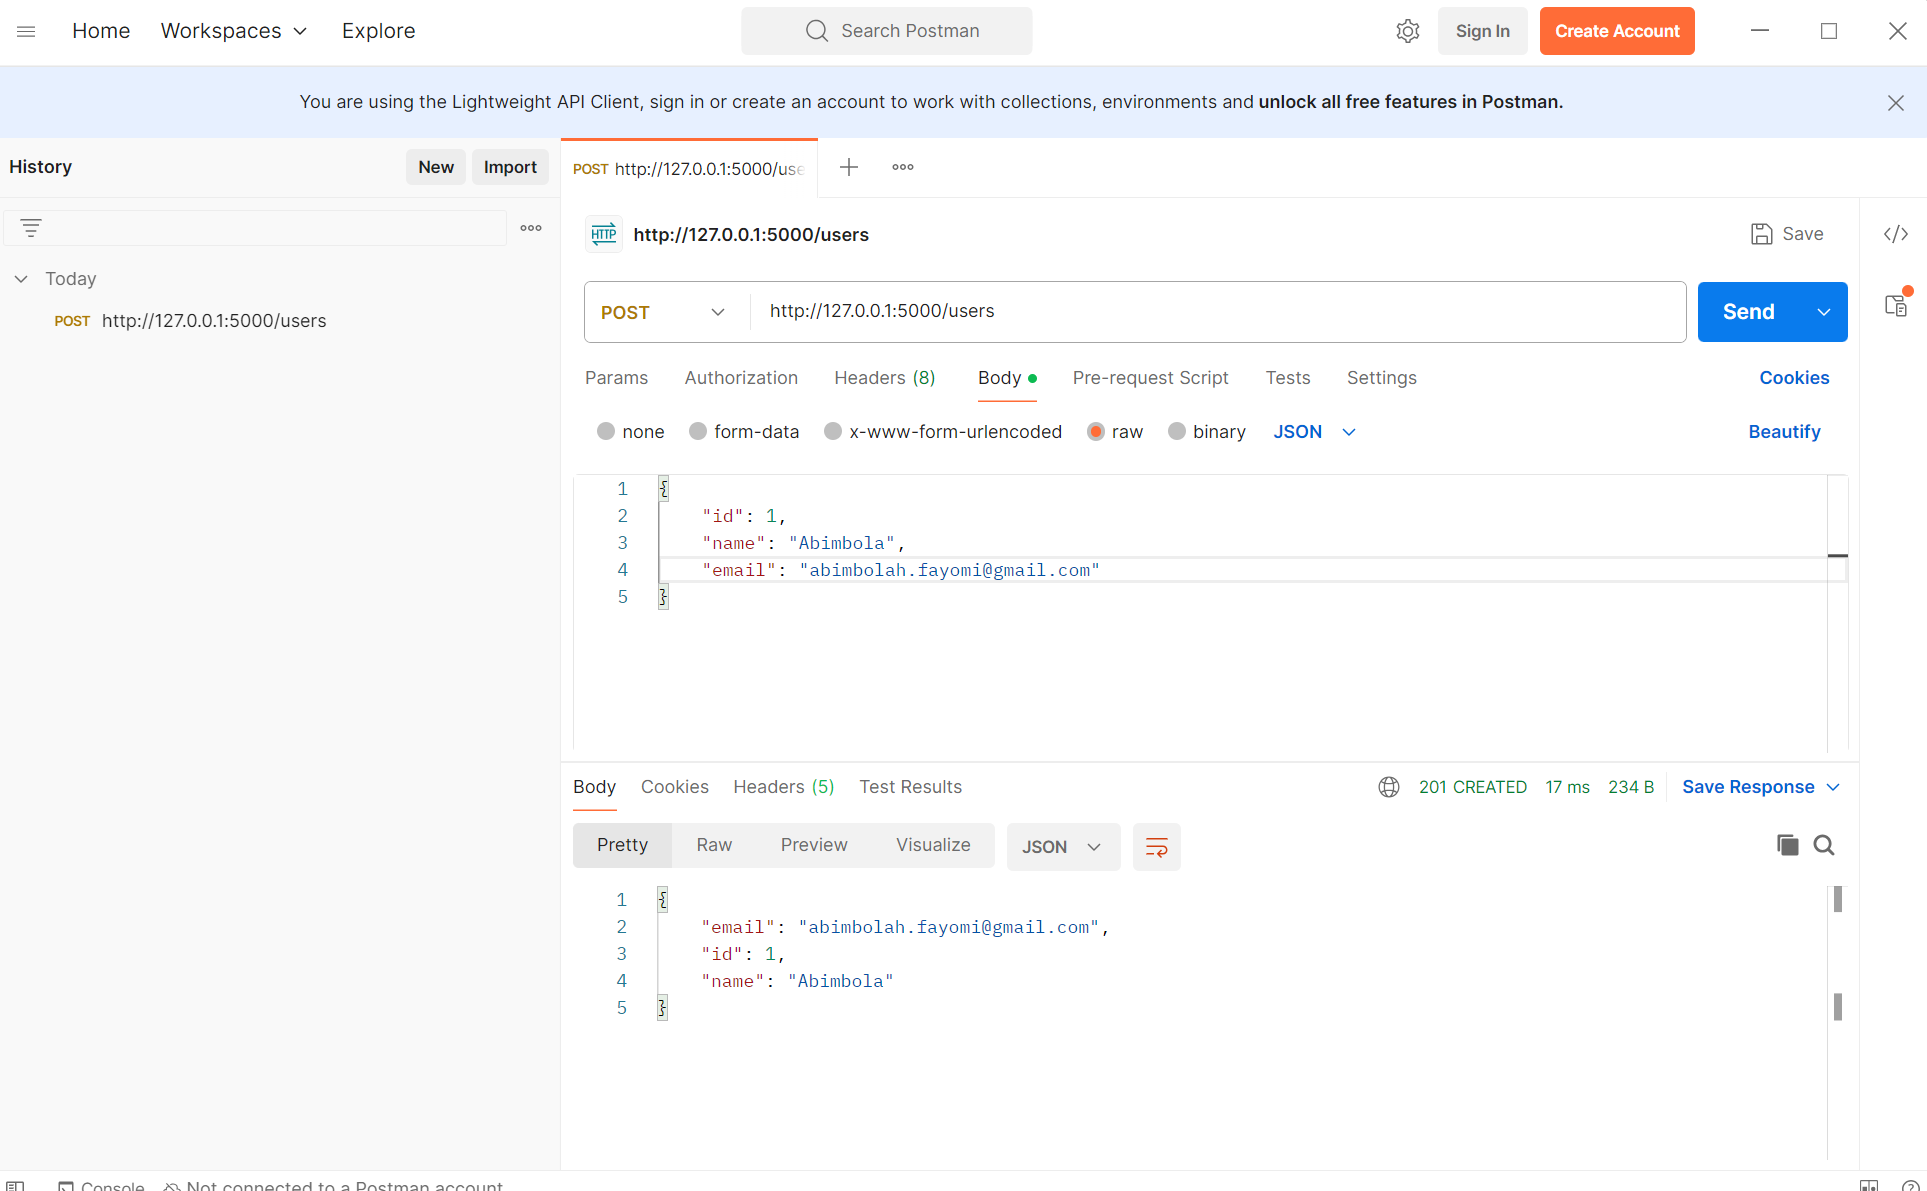 Home Workspaces Explore Search Postman Sign In Create Account
You are using the Lightweight API Client, sign in or create an account to work with collections, environments and unlock all free features in Postman.
History New Import
Today
POST http://127.0.0.1:5000/users
POST http://127.0.0.1:5000/use
HTTP http://127.0.0.1:5000/users Save
POST http://127.0.0.1:5000/users Send
Params Authorization Headers (8) Body Pre-request Script Tests Settings Cookies
none form-data x-www-form-urlencoded raw binary JSON Beautify
1 {
2 "id": 1,
3 "name": "Abimbola",
4 "email": "abimbolah.fayomi@gmail.com"
5 }
Body Cookies Headers (5) Test Results 201 CREATED 17 ms 234 B Save Response
Pretty Raw Preview Visualize JSON
1 {
2 "email": "abimbolah.fayomi@gmail.com",
3 "id": 1,
4 "name": "Abimbola"
5 }
Console Not connected to a Postman account